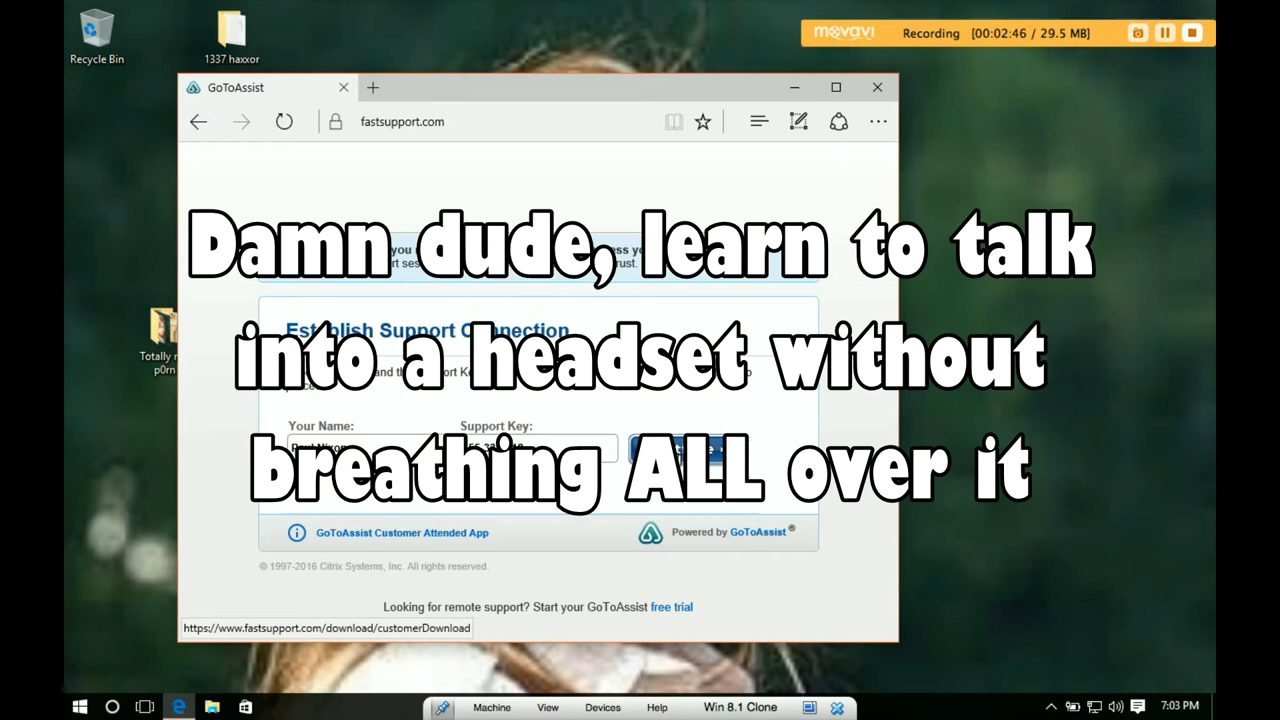 movavi Recording [00:02:46 / 29.5 MB]
Recycle Bin
1337 haxxor
GoToAssist
fastsupport.com
Damn dude, learn to talk
into a headset without
breathing ALL over it
Establish Support Connection
Your Name: Support Key:
GoToAssist Customer Attended App
Powered by GoToAssist®
© 1997-2016 Citrix Systems, Inc. All rights reserved.
Looking for remote support? Start your GoToAssist free trial
https://www.fastsupport.com/download/customerDownload
Totally
p0rn
Machine View Devices Help Win 8.1 Clone
7:03 PM